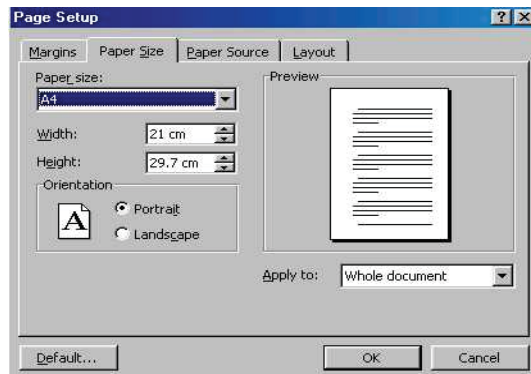 Page Setup
Margins Paper Size Paper Source Layout
Paper size:
A4
Width: 21 cm
Height: 29.7 cm
Orientation
A
Portrait
Landscape
Preview
Apply to: Whole document
Default... OK Cancel